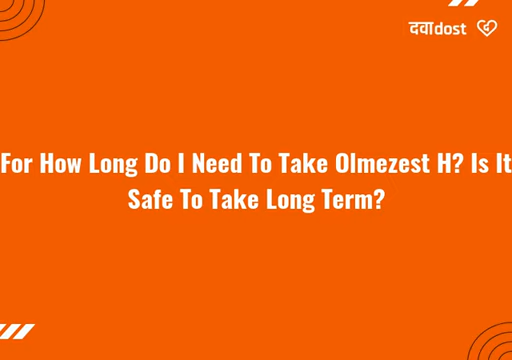 दवाdost
For How Long Do I Need To Take Olmezest H? Is It
Safe To Take Long Term?